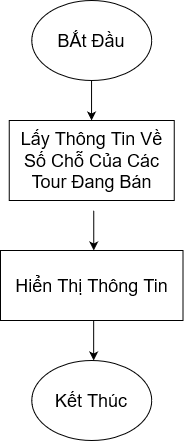 BẮt Đầu
Lấy Thông Tin Về
Số Chỗ Của Các
Tour Đang Bán
Hiển Thị Thông Tin
Kết Thúc